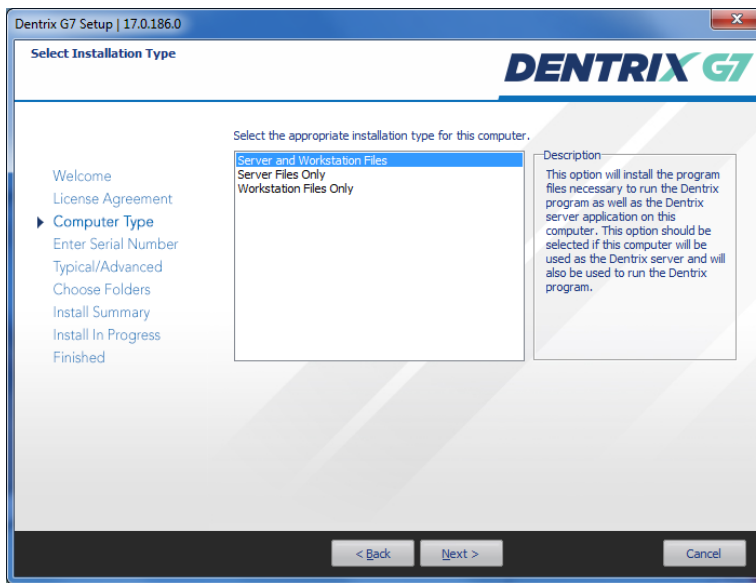 Dentrix G7 Setup | 17.0.186.0
Select Installation Type
DENTRIX G7
Select the appropriate installation type for this computer.
Welcome
License Agreement
Computer Type
Enter Serial Number
Typical/Advanced
Choose Folders
Install Summary
Install In Progress
Finished
Server and Workstation Files
Server Files Only
Workstation Files Only
Description
This option will install the program
files necessary to run the Dentrix
program as well as the Dentrix
server application on this
computer. This option should be
selected if this computer will be
used as the Dentrix server and will
also be used to run the Dentrix
program.
< Back
Next >
Cancel